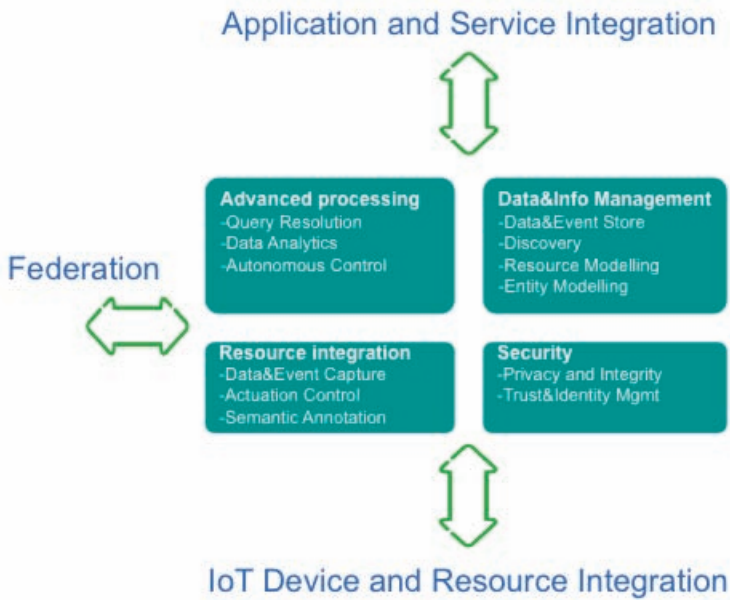 Application and Service Integration
Advanced processing
-Query Resolution
-Data Analytics
-Autonomous Control
Data&Info Management
-Data&Event Store
-Discovery
-Resource Modelling
-Entity Modelling
Federation
Resource integration
-Data&Event Capture
-Actuation Control
-Semantic Annotation
Security
-Privacy and Integrity
-Trust&Identity Mgmt
IoT Device and Resource Integration